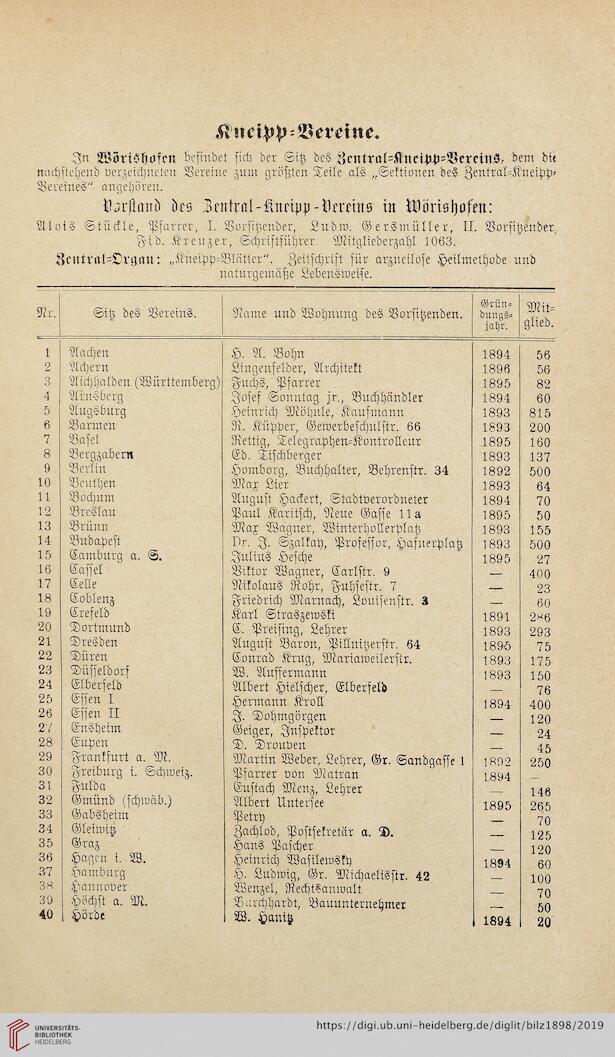 Kneipp-Vereine.
In Wörishofen befindet sich der Sitz des Zentral-Kneipp-Vereins, dem die
nachstehend verzeichneten Vereine zum größten Teile als „Sektionen des Zentral-Kneipp-
Vereines" angehören.
Vorstand des Zentral-Kneipp-Vereins in Wörishofen:
Alois Stückle, Pfarrer, I. Vorsitzender, Ludw. Gersmüller, II. Vorsitzender,
Fid. Kreuzer, Schriftführer. Mitgliederzahl 1063.
Zentral-Organ: „Kneipp-Blätter". Zeitschrift für arzneilose Heilmethode und
naturgemäße Lebensweise.
Nr. Sitz des Vereins. Name und Wohnung des Vorsitzenden. Grün-dungs-jahr. Mit-glied.
1 Aachen H. A. Bohn 1894 56
2 Achern Lingenfelder, Architekt 1896 56
3 Aichhalden (Württemberg) Fuchs, Pfarrer 1895 82
4 Arnsberg Josef Sonntag jr., Buchhändler 1894 60
5 Augsburg Heinrich Möhnle, Kaufmann 1893 815
6 Barmen R. Küpper, Gewerbeschulstr. 66 1893 200
7 Basel Rettig, Telegraphen-Kontrolleur 1895 160
8 Bergzabern Ed. Tischberger 1893 137
9 Berlin Homborg, Buchhalter, Behrenstr. 34 1892 500
10 Beuthen Max Lier 1893 64
11 Bochum August Hackert, Stadtverordneter 1894 70
12 Breslau Paul Karitsch, Neue Gasse 11a 1895 50
13 Brünn Max Wagner, Winterhollerplatz 1893 155
14 Budapest Dr. J. Szalkay, Professor, Hafnerplatz 1893 500
15 Camburg a. S. Julius Hesche 1895 27
16 Cassel Viktor Wagner, Carlstr. 9 — 400
17 Celle Nikolaus Rohr, Fuhsestr. 7 — 23
18 Coblenz Friedrich Marnach, Louisenstr. 3 — 60
19 Crefeld Karl Straszewski 1891 286
20 Dortmund C. Preising, Lehrer 1893 293
21 Dresden August Baron, Pillnitzerstr. 64 1895 75
22 Düren Conrad Krug, Mariaweilerstr. 1893 175
23 Düsseldorf W. Auffermann 1893 150
24 Elberfeld Albert Hielscher, Elberfeld — 76
25 Essen I Hermann Kroll 1894 400
26 Essen II J. Dohmgörgen — 120
27 Ensheim Geiger, Inspektor — 24
28 Eupen D. Drouven — 45
29 Frankfurt a. M. Martin Weber, Lehrer, Gr. Sandgasse 1 1892 250
30 Freiburg i. Schweiz. Pfarrer von Matran 1894 —
31 Fulda Eustach Menz, Lehrer — 146
32 Gmünd (schwäb.) Albert Untersee 1895 265
33 Gabsheim Petry — 70
34 Gleiwitz Zachlod, Postsekretär a. D. — 125
35 Graz Hans Pascher — 120
36 Hagen i. W. Heinrich Wasilewsky 1894 60
37 Hamburg H. Ludwig, Gr. Michaelisstr. 42 — 100
38 Hannover Wenzel, Rechtsanwalt — 70
39 Höchst a. M. Burchhardt, Bauunternehmer — 50
40 Hörde W. Hanitz 1894 20
UNIVERSITÄTS-
BIBLIOTHEK
HEIDELBERG
https://digi.ub.uni-heidelberg.de/diglit/bilz1898/2019